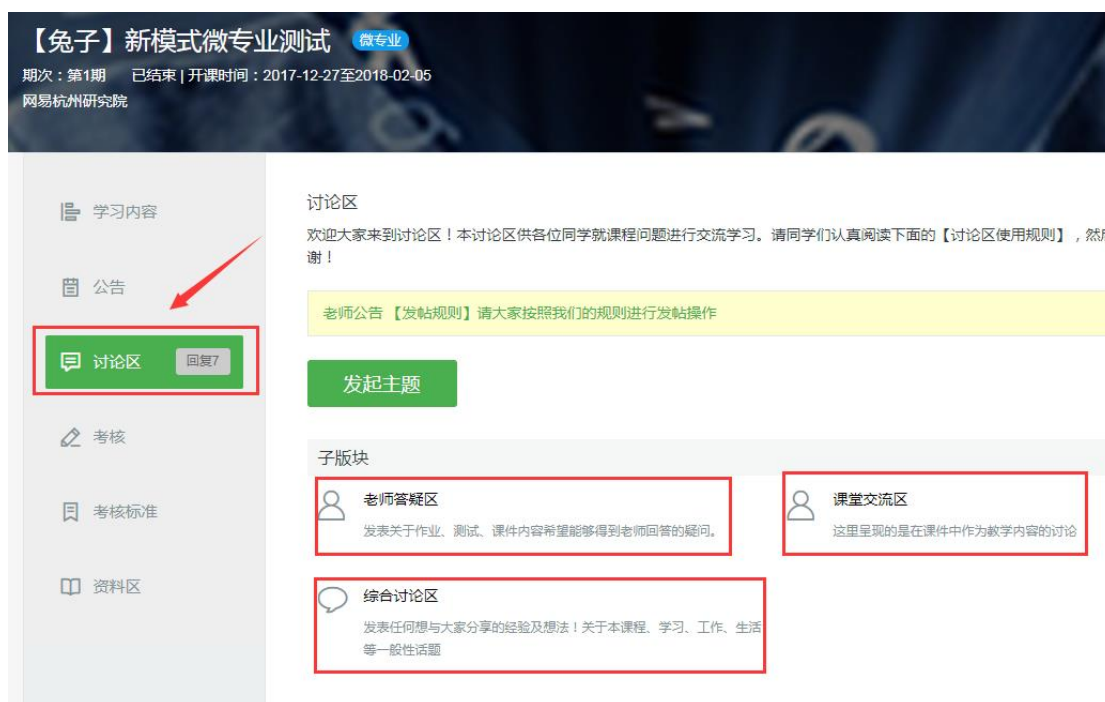 【兔子】新模式微专业测试 微专业
期次：第1期 已结束 | 开课时间：2017-12-27至2018-02-05
网易杭州研究院
学习内容
公告
讨论区 回复7
考核
考核标准
资料区
讨论区
欢迎大家来到讨论区！本讨论区供各位同学就课程问题进行交流学习。请同学们认真阅读下面的【讨论区使用规则】，然
谢！
老师公告 【发帖规则】请大家按照我们的规则进行发帖操作
发起主题
子版块
老师答疑区
发表关于作业、测试、课件内容希望能够得到老师回答的疑问。
课堂交流区
这里呈现的是在课件中作为教学内容的讨论
综合讨论区
发表任何想与大家分享的经验及想法！关于本课程、学习、工作、生活
等一般性话题